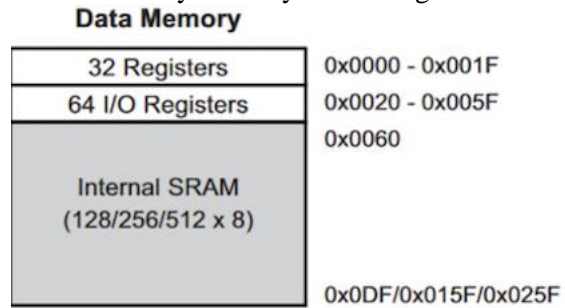 Data Memory
32 Registers 0x0000 - 0x001F
64 I/O Registers 0x0020 - 0x005F
0x0060
Internal SRAM
(128/256/512 x 8)
0x0DF/0x015F/0x025F